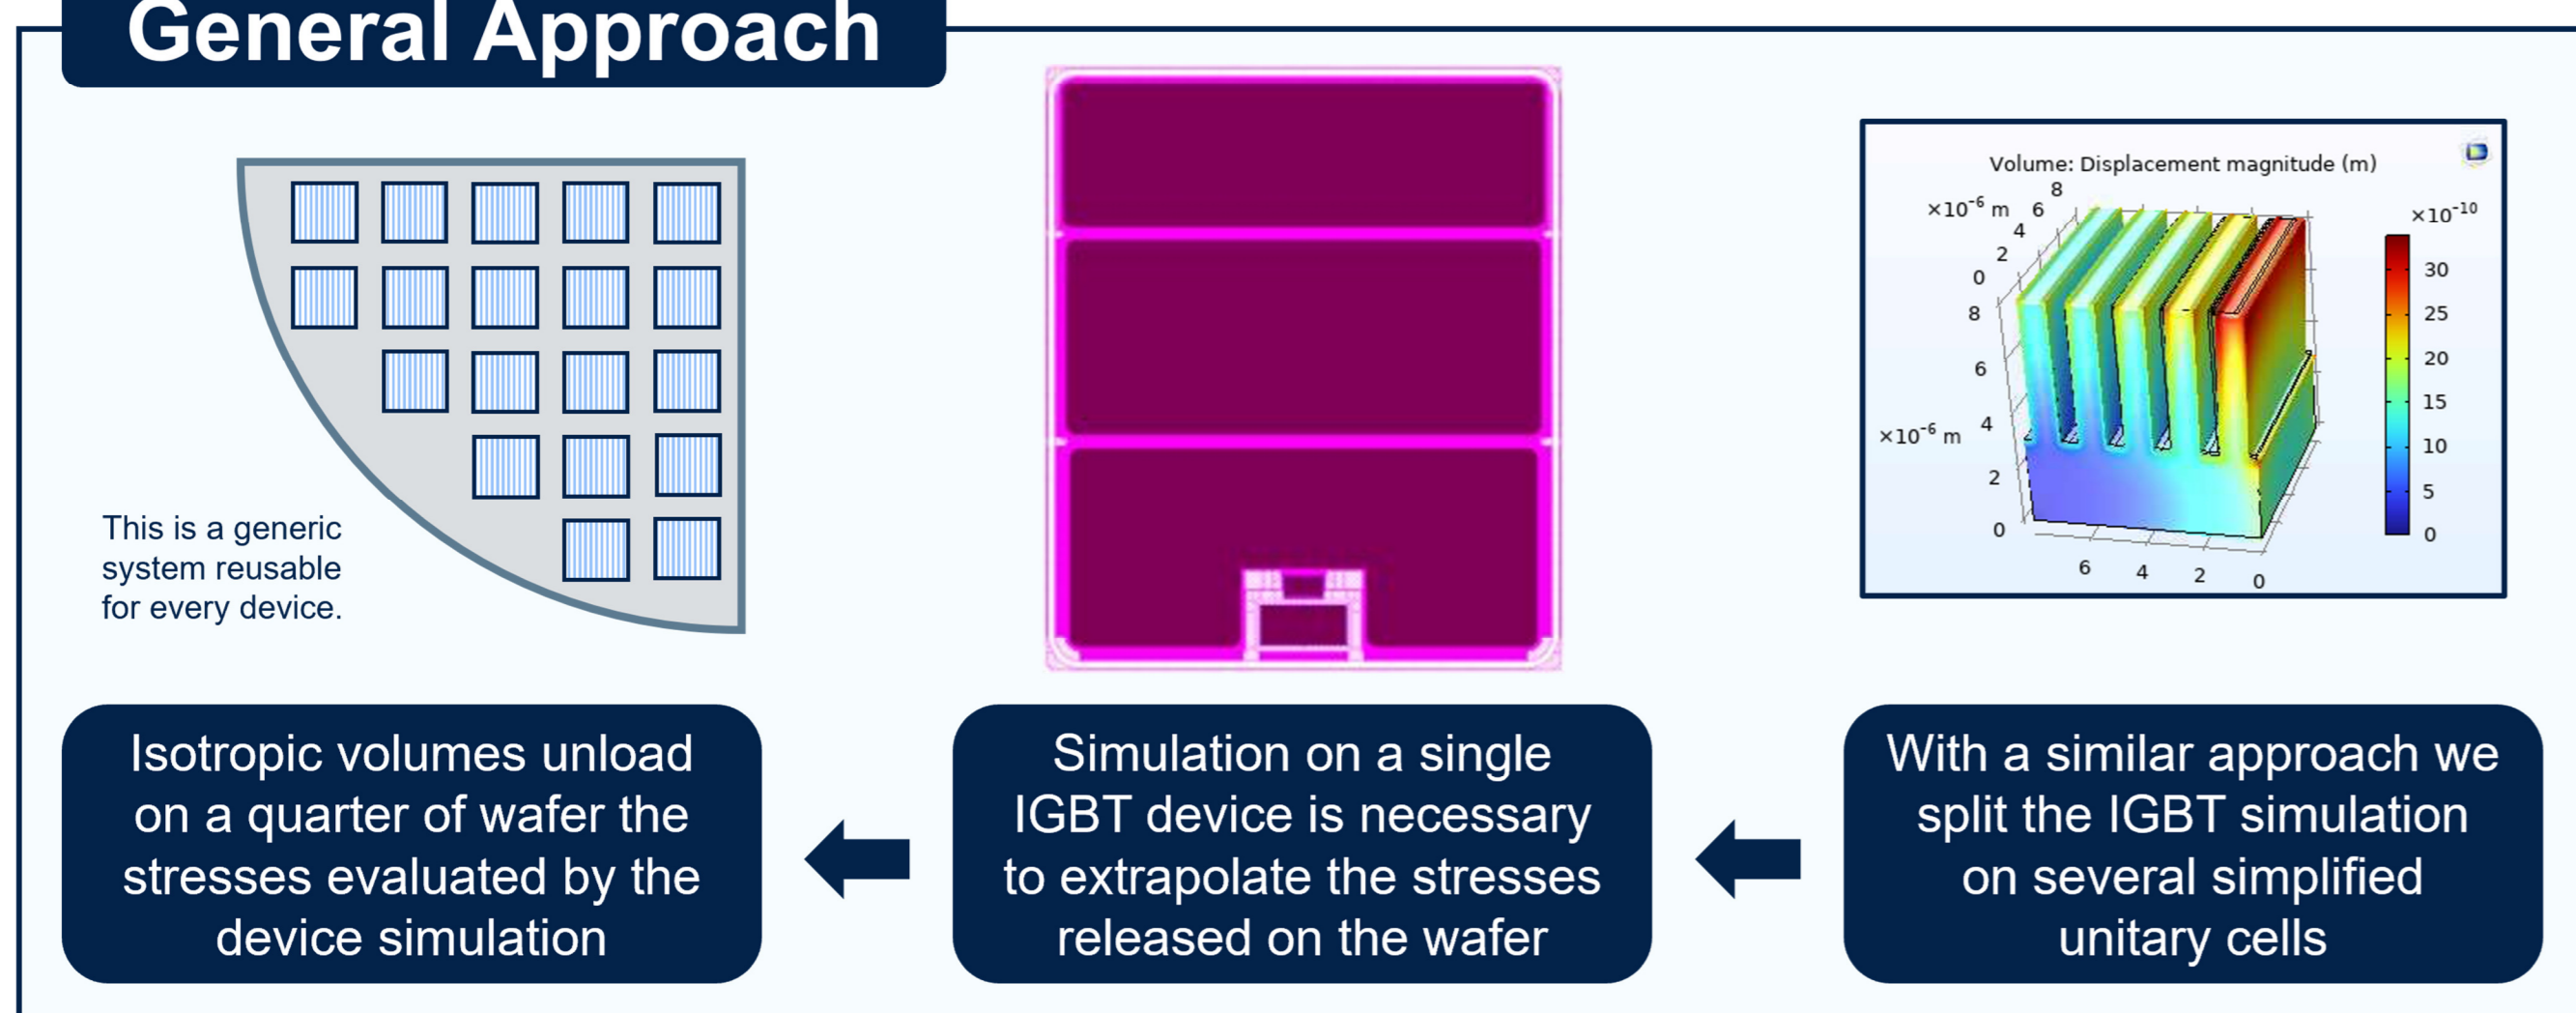 General Approach
This is a generic
system reusable
for every device.
Volume: Displacement magnitude (m)
×10⁻⁶ m
8
6
4
2
0
8
6
4
2
0
×10⁻⁶ m
6
4
2
0
×10⁻¹⁰
30
25
20
15
10
5
0
Isotropic volumes unload
on a quarter of wafer the
stresses evaluated by the
device simulation
Simulation on a single
IGBT device is necessary
to extrapolate the stresses
released on the wafer
With a similar approach we
split the IGBT simulation
on several simplified
unitary cells